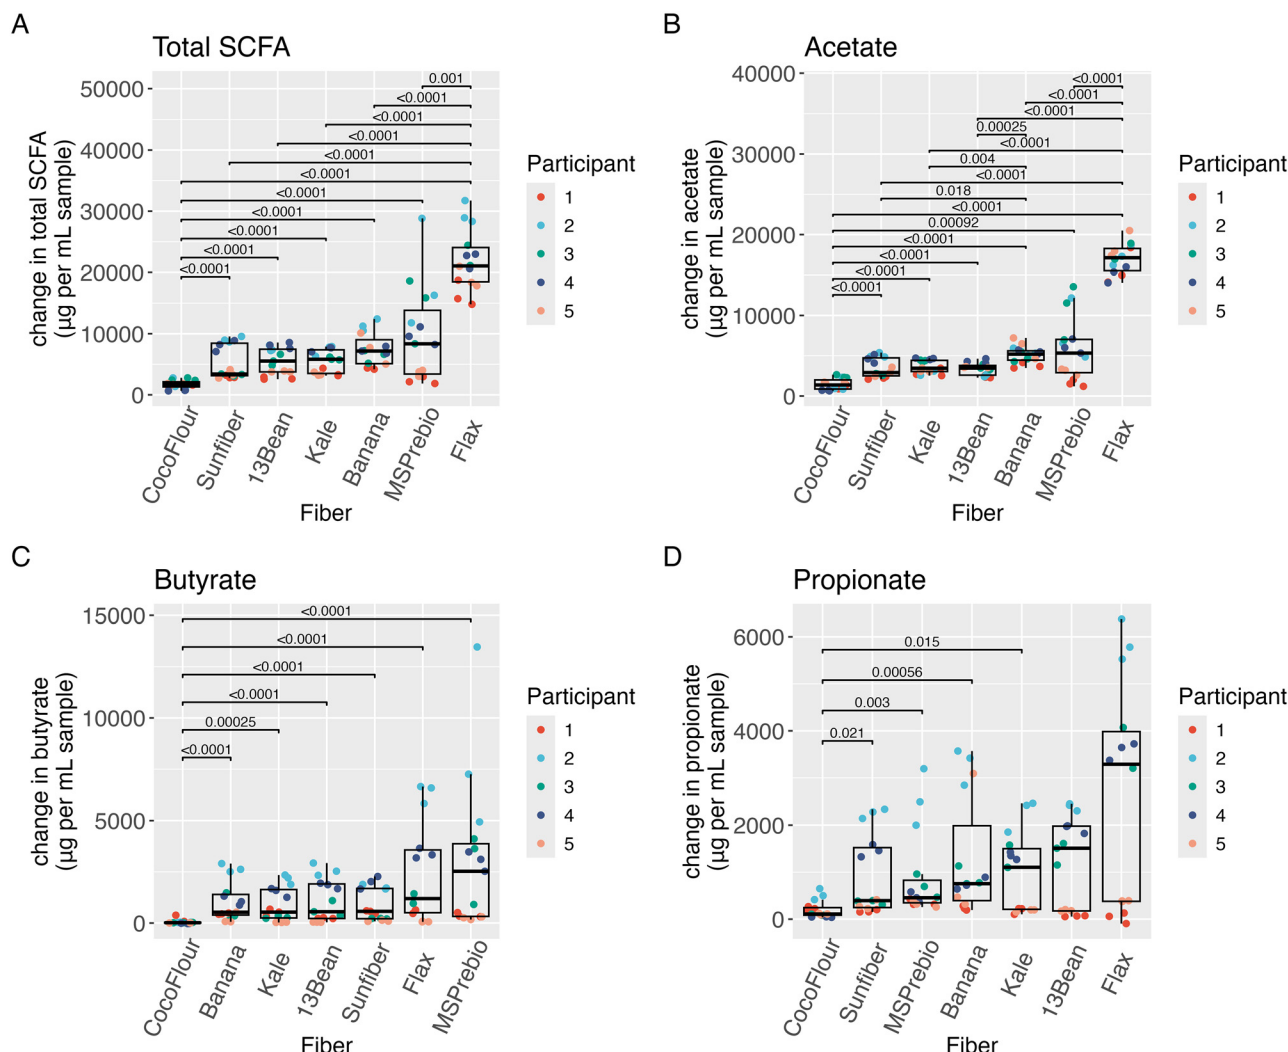 A
Total SCFA
change in total SCFA
(µg per mL sample)
50000
40000
30000
20000
10000
0
0.001
<0.0001
<0.0001
<0.0001
<0.0001
<0.0001
<0.0001
<0.0001
<0.0001
<0.0001
<0.0001
CocoFlour
Sunfiber
13Bean
Kale
Banana
MSPrebio
Flax
Fiber
Participant
1
2
3
4
5
B
Acetate
change in acetate
(µg per mL sample)
40000
30000
20000
10000
0
<0.0001
<0.0001
<0.0001
0.00025
<0.0001
0.004
<0.0001
0.018
<0.0001
0.00092
<0.0001
<0.0001
<0.0001
<0.0001
CocoFlour
Sunfiber
Kale
13Bean
Banana
MSPrebio
Flax
Fiber
Participant
1
2
3
4
5
C
Butyrate
change in butyrate
(µg per mL sample)
15000
10000
5000
0
<0.0001
<0.0001
<0.0001
<0.0001
0.00025
<0.0001
CocoFlour
Banana
Kale
13Bean
Sunfiber
Flax
MSPrebio
Fiber
Participant
1
2
3
4
5
D
Propionate
change in propionate
(µg per mL sample)
6000
4000
2000
0
0.015
0.00056
0.003
0.021
CocoFlour
Sunfiber
MSPrebio
Banana
Kale
13Bean
Flax
Fiber
Participant
1
2
3
4
5